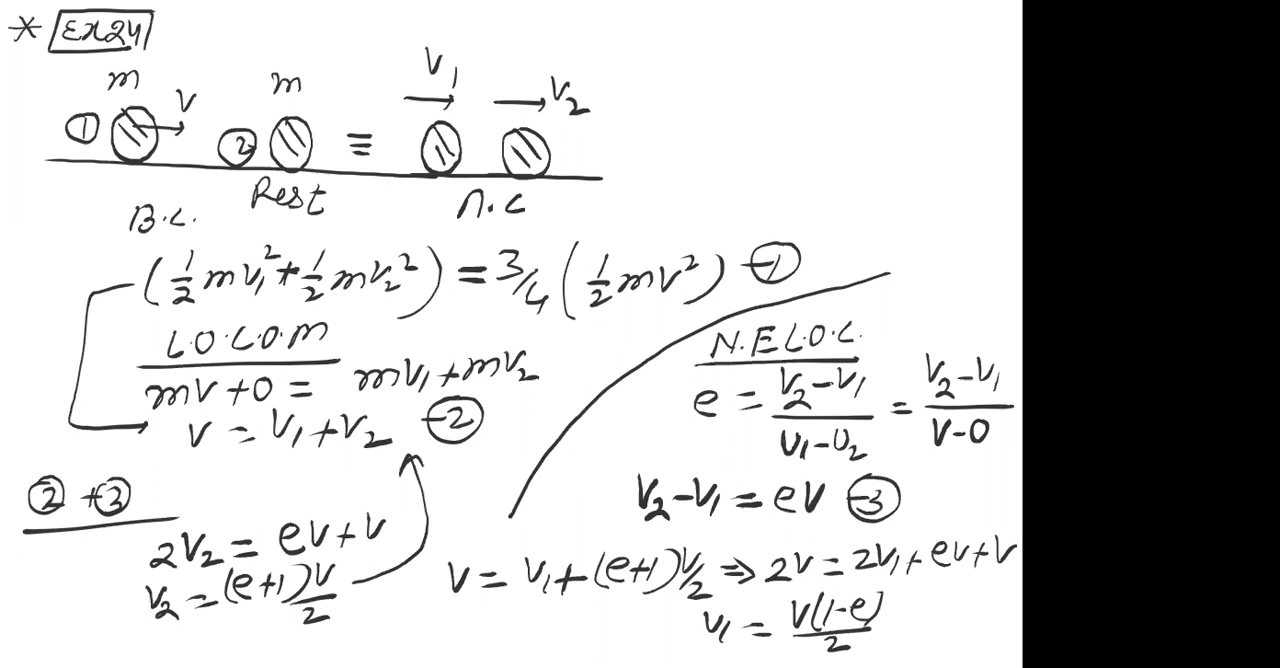 * Ex24
m m V1 V2
① V ② ≡
Rest
B.C. A.C
(1/2 mv1² + 1/2 mv2²) = 3/4 (1/2 mv²) -①
L.O.C.O.M
mv + 0 = mv1 + mv2
v = v1 + v2 -②
N.E.L.O.C.
e = (v2 - v1)/(u1 - u2) = (v2 - v1)/(v - 0)
v2 - v1 = ev -③
② + ③
2v2 = ev + v
v2 = (e+1)v/2
v = v1 + (e+1)v/2 ⇒ 2v = 2v1 + ev + v
v1 = v(1-e)/2